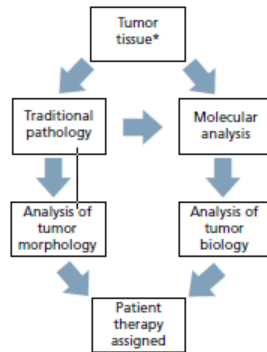 Tumor
tissue*
Traditional
pathology
Molecular
analysis
Analysis of
tumor
morphology
Analysis of
tumor
biology
Patient
therapy
assigned